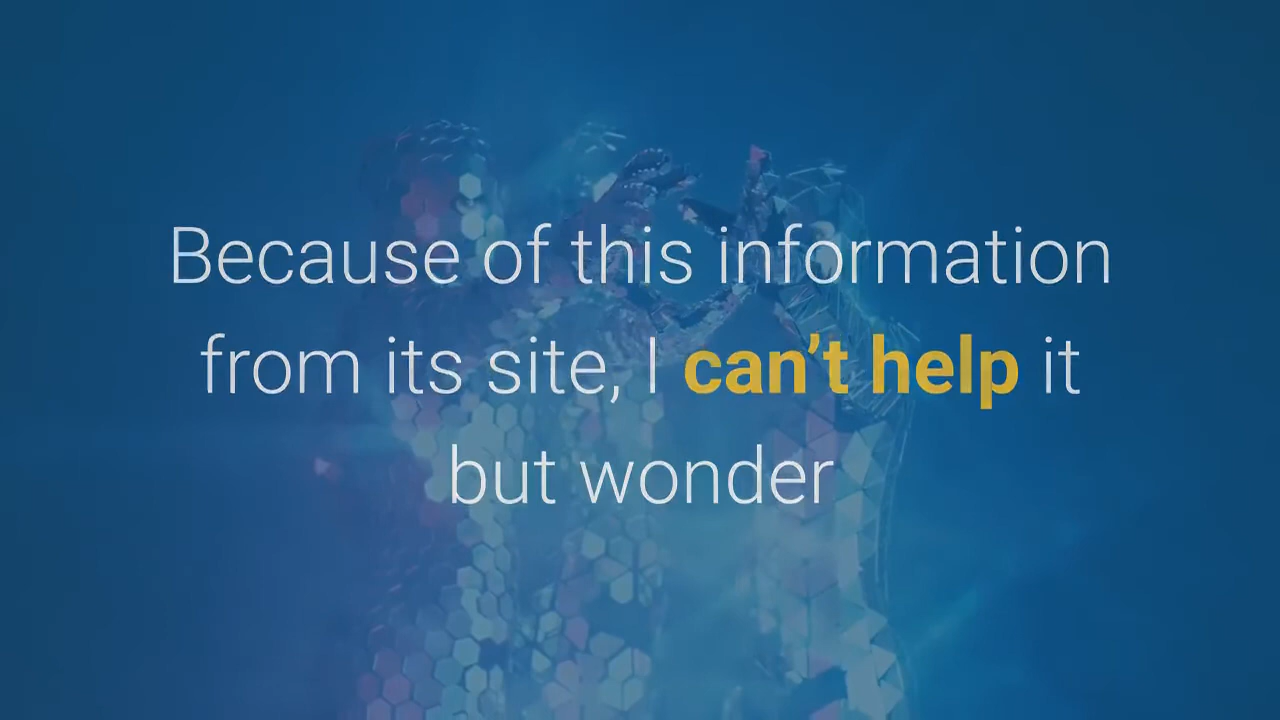 Because of this information
from its site, I can’t help it
but wonder